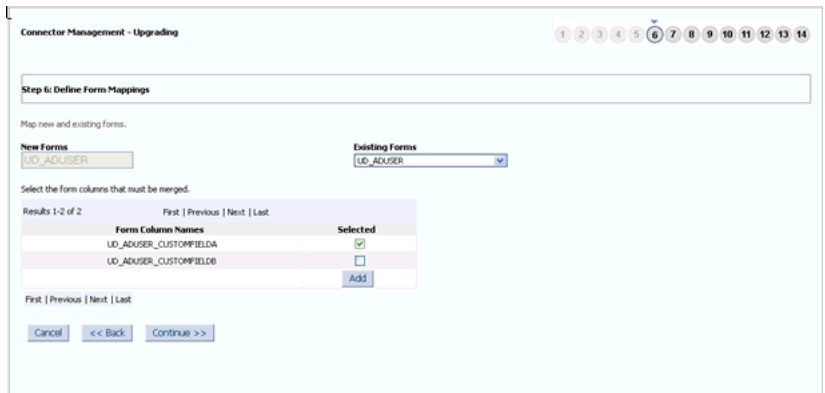 Connector Management - Upgrading
1 2 3 4 5 6 7 8 9 10 11 12 13 14
Step 6: Define Form Mappings
Map new and existing forms.
New Forms Existing Forms
UD_ADUSER UD_ADUSER
Select the form columns that must be merged.
Results 1-2 of 2 First | Previous | Next | Last
Form Column Names Selected
UD_ADUSER_CUSTOMFIELDA
UD_ADUSER_CUSTOMFIELDB
Add
First | Previous | Next | Last
Cancel << Back Continue >>